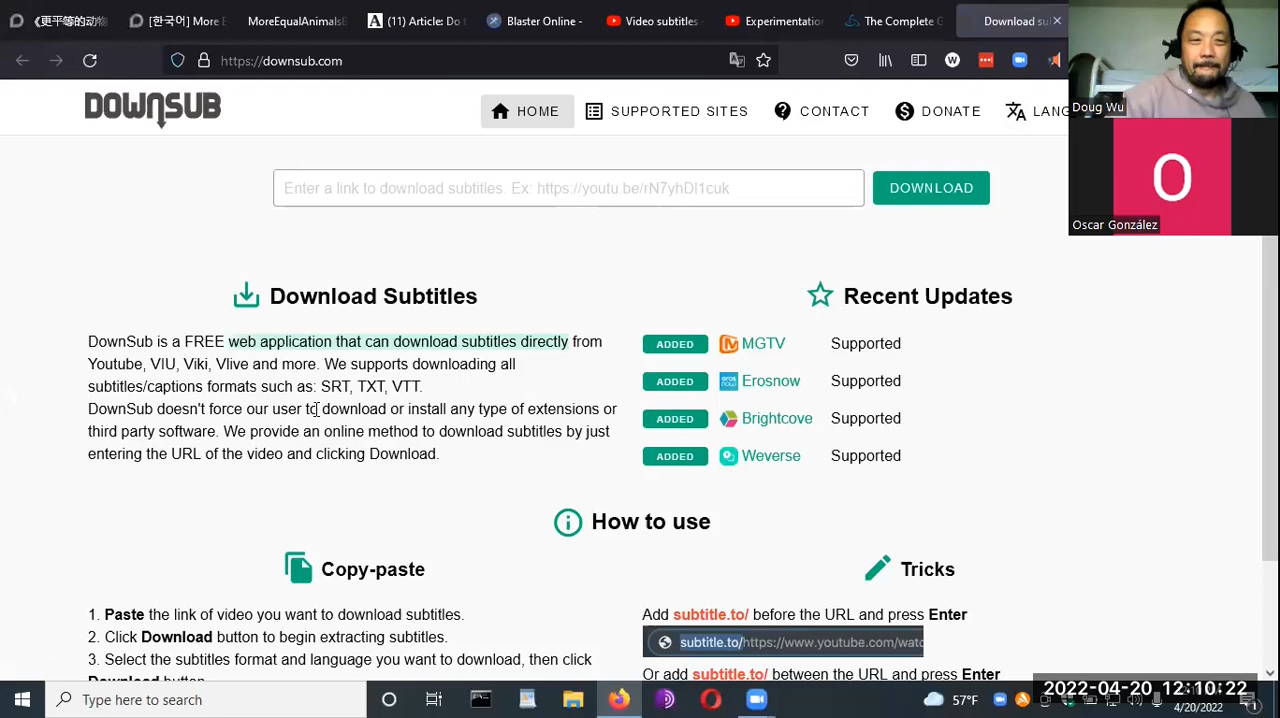 《更平等的动物
[한국어] More E
MoreEqualAnimalsE
(11) Article: Do t
Blaster Online -
Video subtitles -
Experimentation
The Complete G
Download su
https://downsub.com
Doug Wu
DOWNSUB
HOME
SUPPORTED SITES
CONTACT
DONATE
LANG
Enter a link to download subtitles. Ex: https://youtu.be/rN7yhDl1cuk
DOWNLOAD
O
Oscar González
Download Subtitles
DownSub is a FREE web application that can download subtitles directly from
Youtube, VIU, Viki, Vlive and more. We supports downloading all
subtitles/captions formats such as: SRT, TXT, VTT.
DownSub doesn't force our user to download or install any type of extensions or
third party software. We provide an online method to download subtitles by just
entering the URL of the video and clicking Download.
Recent Updates
ADDED MGTV Supported
ADDED Erosnow Supported
ADDED Brightcove Supported
ADDED Weverse Supported
How to use
Copy-paste
1. Paste the link of video you want to download subtitles.
2. Click Download button to begin extracting subtitles.
3. Select the subtitles format and language you want to download, then click
Download button
Tricks
Add subtitle.to/ before the URL and press Enter
subtitle.to/https://www.youtube.com/watc
Or add subtitle.to/ between the URL and press Enter
Type here to search
57°F
2022-04-20 12:10:22
4/20/2022